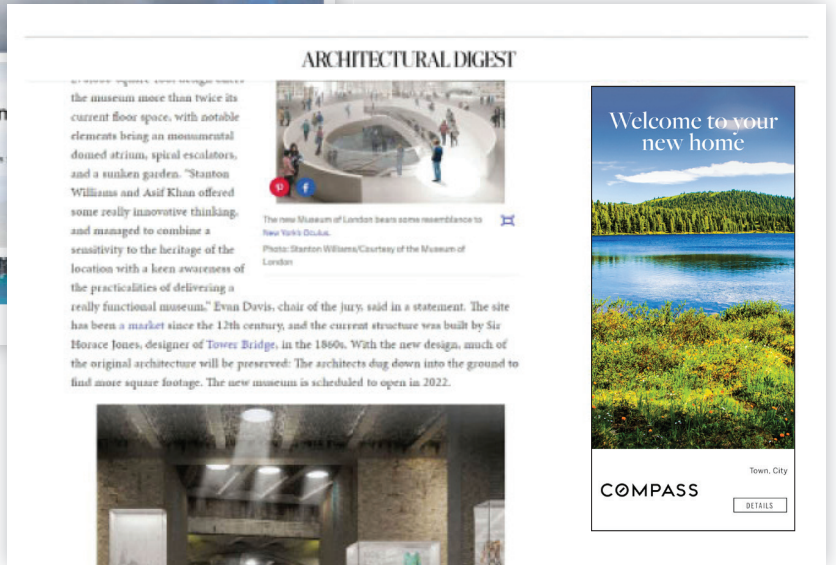 ARCHITECTURAL DIGEST
the museum more than twice its
current floor space, with notable
elements being an monumental
domed atrium, spiral escalators,
and a sunken garden. "Stanton
Williams and Asif Khan offered
some really innovative thinking,
and managed to combine a
sensitivity to the heritage of the
location with a keen awareness of
the practicalities of delivering a
really functional museum," Evan Davis, chair of the jury, said in a statement. The site
has been a market since the 12th century, and the current structure was built by Sir
Horace Jones, designer of Tower Bridge, in the 1860s. With the new design, much of
the original architecture will be preserved: The architects dug down into the ground to
find more square footage. The new museum is scheduled to open in 2022.
The new Museum of London bears some resemblance to
New York's Oculus.
Photo: Stanton Williams/Courtesy of the Museum of
London
Welcome to your
new home
Town, City
COMPASS
DETAILS